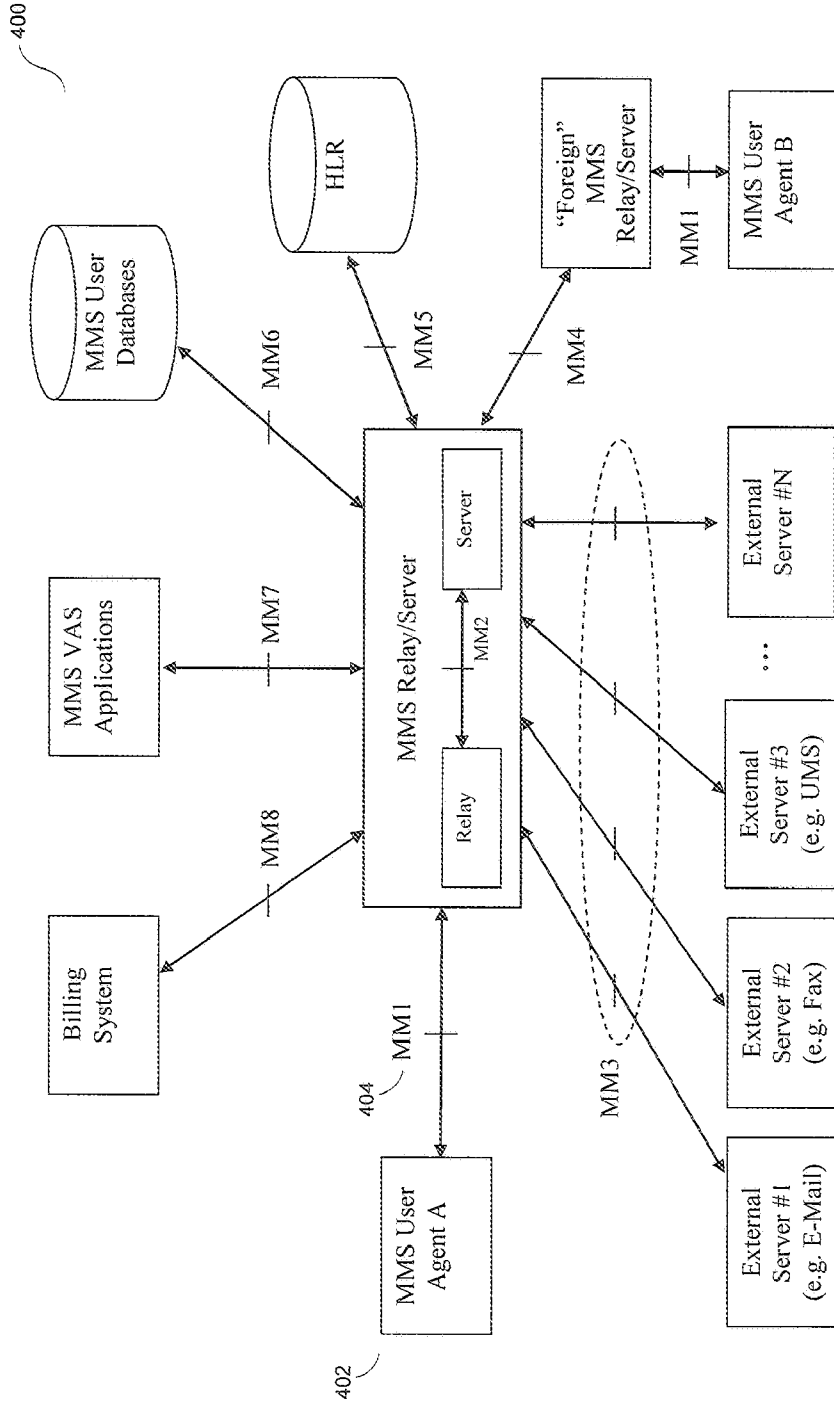 400
Billing
System
MMS VAS
Applications
MMS User
Databases
HLR
MM8
MM7
MM6
MM5
402
MMS User
Agent A
404
MM1
MMS Relay/Server
Relay
MM2
Server
MM4
"Foreign"
MMS
Relay/Server
MM1
MMS User
Agent B
MM3
External
Server #1
(e.g. E-Mail)
External
Server #2
(e.g. Fax)
External
Server #3
(e.g. UMS)
...
External
Server #N